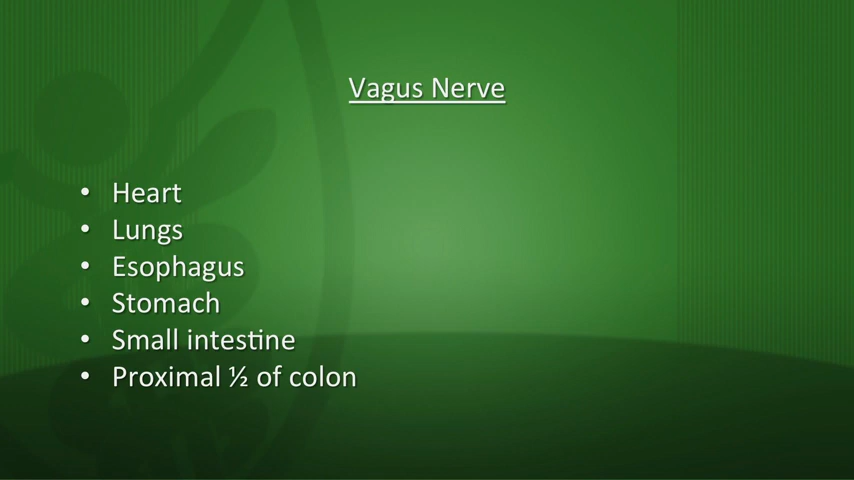 Vagus Nerve
• Heart
• Lungs
• Esophagus
• Stomach
• Small intestine
• Proximal ½ of colon